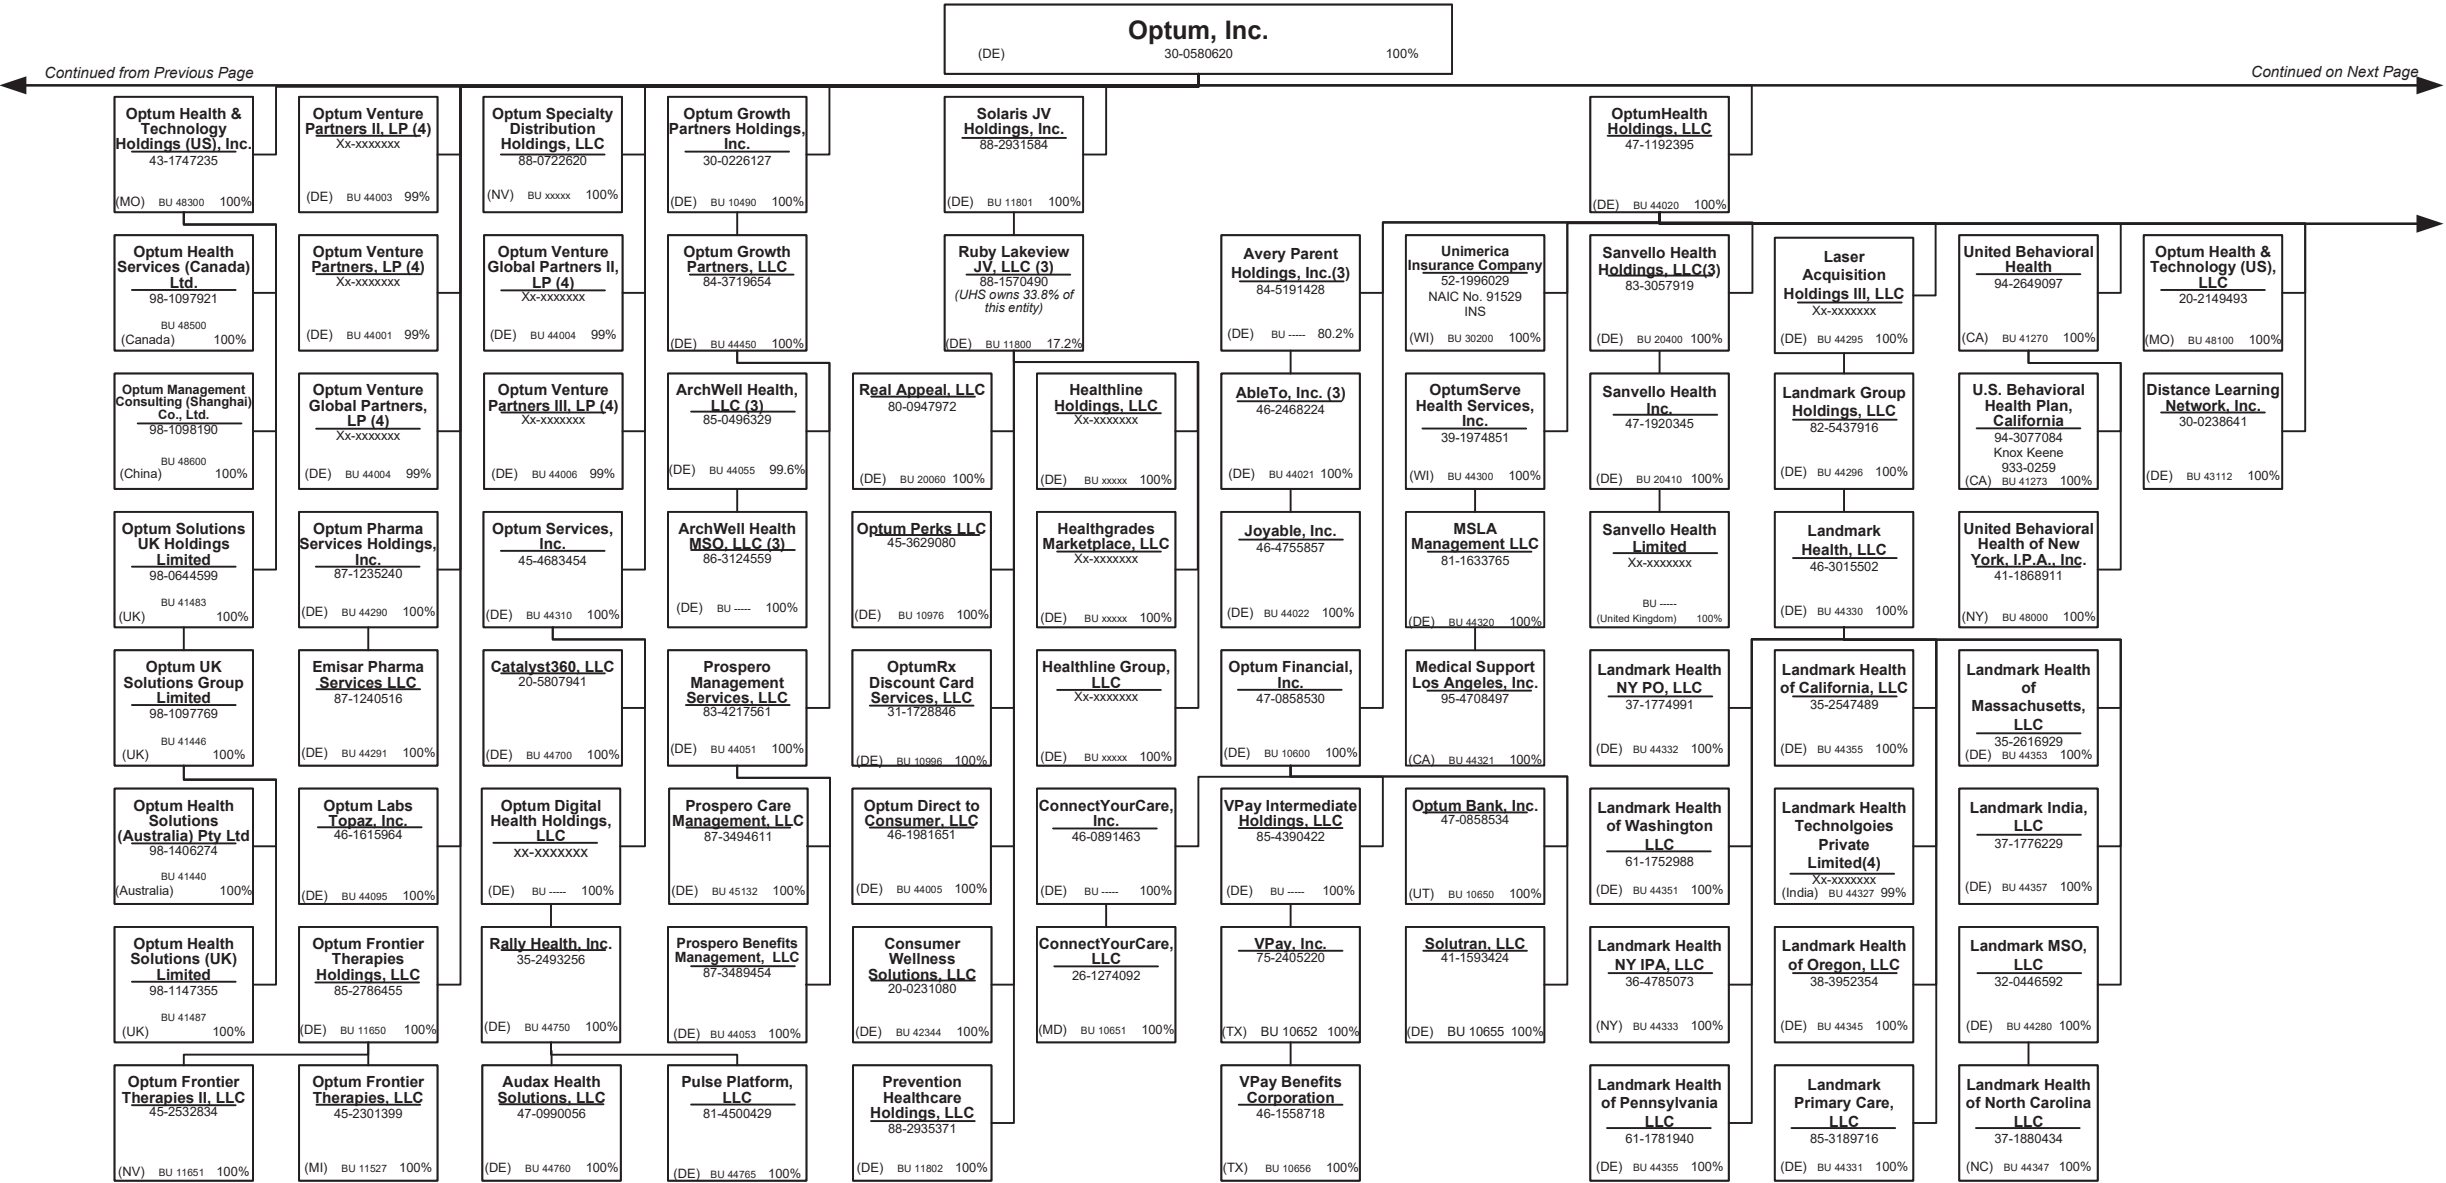 Optum, Inc.
(DE) 30-0580620 100%
Continued from Previous Page
Continued on Next Page
Optum Health &
Technology
Holdings (US), Inc.
43-1747235
(MO) BU 48300 100%
Optum Venture
Partners II, LP (4)
Xx-xxxxxxx
(DE) BU 44003 99%
Optum Specialty
Distribution
Holdings, LLC
88-0722620
(NV) BU xxxxx 100%
Optum Growth
Partners Holdings,
Inc.
30-0226127
(DE) BU 10490 100%
Solaris JV
Holdings, Inc.
88-2931584
(DE) BU 11801 100%
OptumHealth
Holdings, LLC
47-1192395
(DE) BU 44020 100%
Optum Health
Services (Canada)
Ltd.
98-1097921
BU 48500
(Canada) 100%
Optum Venture
Partners, LP (4)
Xx-xxxxxxx
(DE) BU 44001 99%
Optum Venture
Global Partners II,
LP (4)
Xx-xxxxxxx
(DE) BU 44004 99%
Optum Growth
Partners, LLC
84-3719654
(DE) BU 44450 100%
Ruby Lakeview
JV, LLC (3)
88-1570490
(UHS owns 33.8% of
this entity)
(DE) BU 11800 17.2%
Avery Parent
Holdings, Inc.(3)
84-5191428
(DE) BU ----- 80.2%
Unimerica
Insurance Company
52-1996029
NAIC No. 91529
INS
(WI) BU 30200 100%
Sanvello Health
Holdings, LLC(3)
83-3057919
(DE) BU 20400 100%
Laser
Acquisition
Holdings III, LLC
Xx-xxxxxxx
(DE) BU 44295 100%
United Behavioral
Health
94-2649097
(CA) BU 41270 100%
Optum Health &
Technology (US),
LLC
20-2149493
(MO) BU 48100 100%
Optum Management
Consulting (Shanghai)
Co., Ltd.
98-1098190
BU 48600
(China) 100%
Optum Venture
Global Partners,
LP (4)
Xx-xxxxxxx
(DE) BU 44004 99%
Optum Venture
Partners III, LP (4)
Xx-xxxxxxx
(DE) BU 44006 99%
ArchWell Health,
LLC (3)
85-0496329
(DE) BU 44055 99.6%
Real Appeal, LLC
80-0947972
(DE) BU 20060 100%
Healthline
Holdings, LLC
Xx-xxxxxxx
(DE) BU xxxxx 100%
AbleTo, Inc. (3)
46-2468224
(DE) BU 44021 100%
OptumServe
Health Services,
Inc.
39-1974851
(WI) BU 44300 100%
Sanvello Health
Inc.
47-1920345
(DE) BU 20410 100%
Landmark Group
Holdings, LLC
82-5437916
(DE) BU 44296 100%
U.S. Behavioral
Health Plan,
California
94-3077084
Knox Keene
933-0259
(CA) BU 41273 100%
Distance Learning
Network, Inc.
30-0238641
(DE) BU 43112 100%
Optum Solutions
UK Holdings
Limited
98-0644599
BU 41483
(UK) 100%
Optum Pharma
Services Holdings,
Inc.
87-1235240
(DE) BU 44290 100%
Optum Services,
Inc.
45-4683454
(DE) BU 44310 100%
ArchWell Health
MSO, LLC (3)
86-3124559
(DE) BU ----- 100%
Optum Perks LLC
45-3629080
(DE) BU 10976 100%
Healthgrades
Marketplace, LLC
Xx-xxxxxxx
(DE) BU xxxxx 100%
Joyable, Inc.
46-4755857
(DE) BU 44022 100%
MSLA
Management LLC
81-1633765
(DE) BU 44320 100%
Sanvello Health
Limited
Xx-xxxxxxx
BU -----
(United Kingdom) 100%
Landmark
Health, LLC
46-3015502
(DE) BU 44330 100%
United Behavioral
Health of New
York, I.P.A., Inc.
41-1868911
(NY) BU 48000 100%
Optum UK
Solutions Group
Limited
98-1097769
BU 41446
(UK) 100%
Emisar Pharma
Services LLC
87-1240516
(DE) BU 44291 100%
Catalyst360, LLC
20-5807941
(DE) BU 44700 100%
Prospero
Management
Services, LLC
83-4217561
(DE) BU 44051 100%
OptumRx
Discount Card
Services, LLC
31-1728846
(DE) BU 10996 100%
Healthline Group,
LLC
Xx-xxxxxxx
(DE) BU xxxxx 100%
Optum Financial,
Inc.
47-0858530
(DE) BU 10600 100%
Medical Support
Los Angeles, Inc.
95-4708497
(CA) BU 44321 100%
Landmark Health
NY PO, LLC
37-1774991
(DE) BU 44332 100%
Landmark Health
of California, LLC
35-2547489
(DE) BU 44355 100%
Landmark Health
of
Massachusetts,
LLC
35-2616929
(DE) BU 44353 100%
Optum Health
Solutions
(Australia) Pty Ltd
98-1406274
BU 41440
(Australia) 100%
Optum Labs
Topaz, Inc.
46-1615964
(DE) BU 44095 100%
Optum Digital
Health Holdings,
LLC
xx-xxxxxxx
(DE) BU ----- 100%
Prospero Care
Management, LLC
87-3494611
(DE) BU 45132 100%
Optum Direct to
Consumer, LLC
46-1981651
(DE) BU 44005 100%
ConnectYourCare,
Inc.
46-0891463
(DE) BU ----- 100%
VPay Intermediate
Holdings, LLC
85-4390422
(DE) BU ----- 100%
Optum Bank, Inc.
47-0858534
(UT) BU 10650 100%
Landmark Health
of Washington
LLC
61-1752988
(DE) BU 44351 100%
Landmark Health
Technolgoies
Private
Limited(4)
Xx-xxxxxxx
(India) BU 44327 99%
Landmark India,
LLC
37-1776229
(DE) BU 44357 100%
Optum Health
Solutions (UK)
Limited
98-1147355
BU 41487
(UK) 100%
Optum Frontier
Therapies
Holdings, LLC
85-2786455
(DE) BU 11650 100%
Rally Health, Inc.
35-2493256
(DE) BU 44750 100%
Prospero Benefits
Management, LLC
87-3489454
(DE) BU 44053 100%
Consumer
Wellness
Solutions, LLC
20-0231080
(DE) BU 42344 100%
ConnectYourCare,
LLC
26-1274092
(MD) BU 10651 100%
VPay, Inc.
75-2405220
(TX) BU 10652 100%
Solutran, LLC
41-1593424
(DE) BU 10655 100%
Landmark Health
NY IPA, LLC
36-4785073
(NY) BU 44333 100%
Landmark Health
of Oregon, LLC
38-3952354
(DE) BU 44345 100%
Landmark MSO,
LLC
32-0446592
(DE) BU 44280 100%
Optum Frontier
Therapies II, LLC
45-2532834
(NV) BU 11651 100%
Optum Frontier
Therapies, LLC
45-2301399
(MI) BU 11527 100%
Audax Health
Solutions, LLC
47-0990056
(DE) BU 44760 100%
Pulse Platform,
LLC
81-4500429
(DE) BU 44765 100%
Prevention
Healthcare
Holdings, LLC
88-2935371
(DE) BU 11802 100%
VPay Benefits
Corporation
46-1558718
(TX) BU 10656 100%
Landmark Health
of Pennsylvania
LLC
61-1781940
(DE) BU 44355 100%
Landmark
Primary Care,
LLC
85-3189716
(DE) BU 44331 100%
Landmark Health
of North Carolina
LLC
37-1880434
(NC) BU 44347 100%